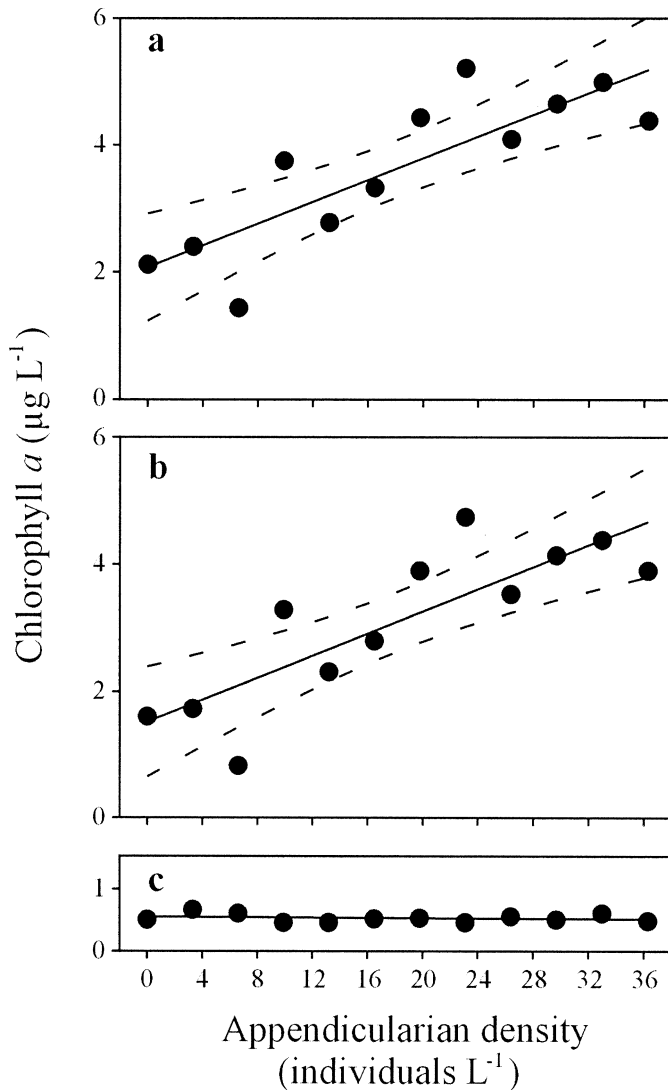 6
a
4
2
0
6
b
4
2
0
c
1
0
0 4 8 12 16 20 24 28 32 36
Chlorophyll a (µg L-1)
Appendicularian density
(individuals L-1)